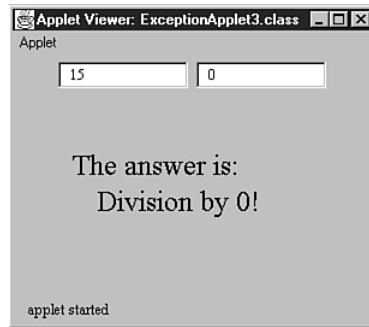 Applet Viewer: ExceptionApplet3.class
Applet
15 0
The answer is:
Division by 0!
applet started